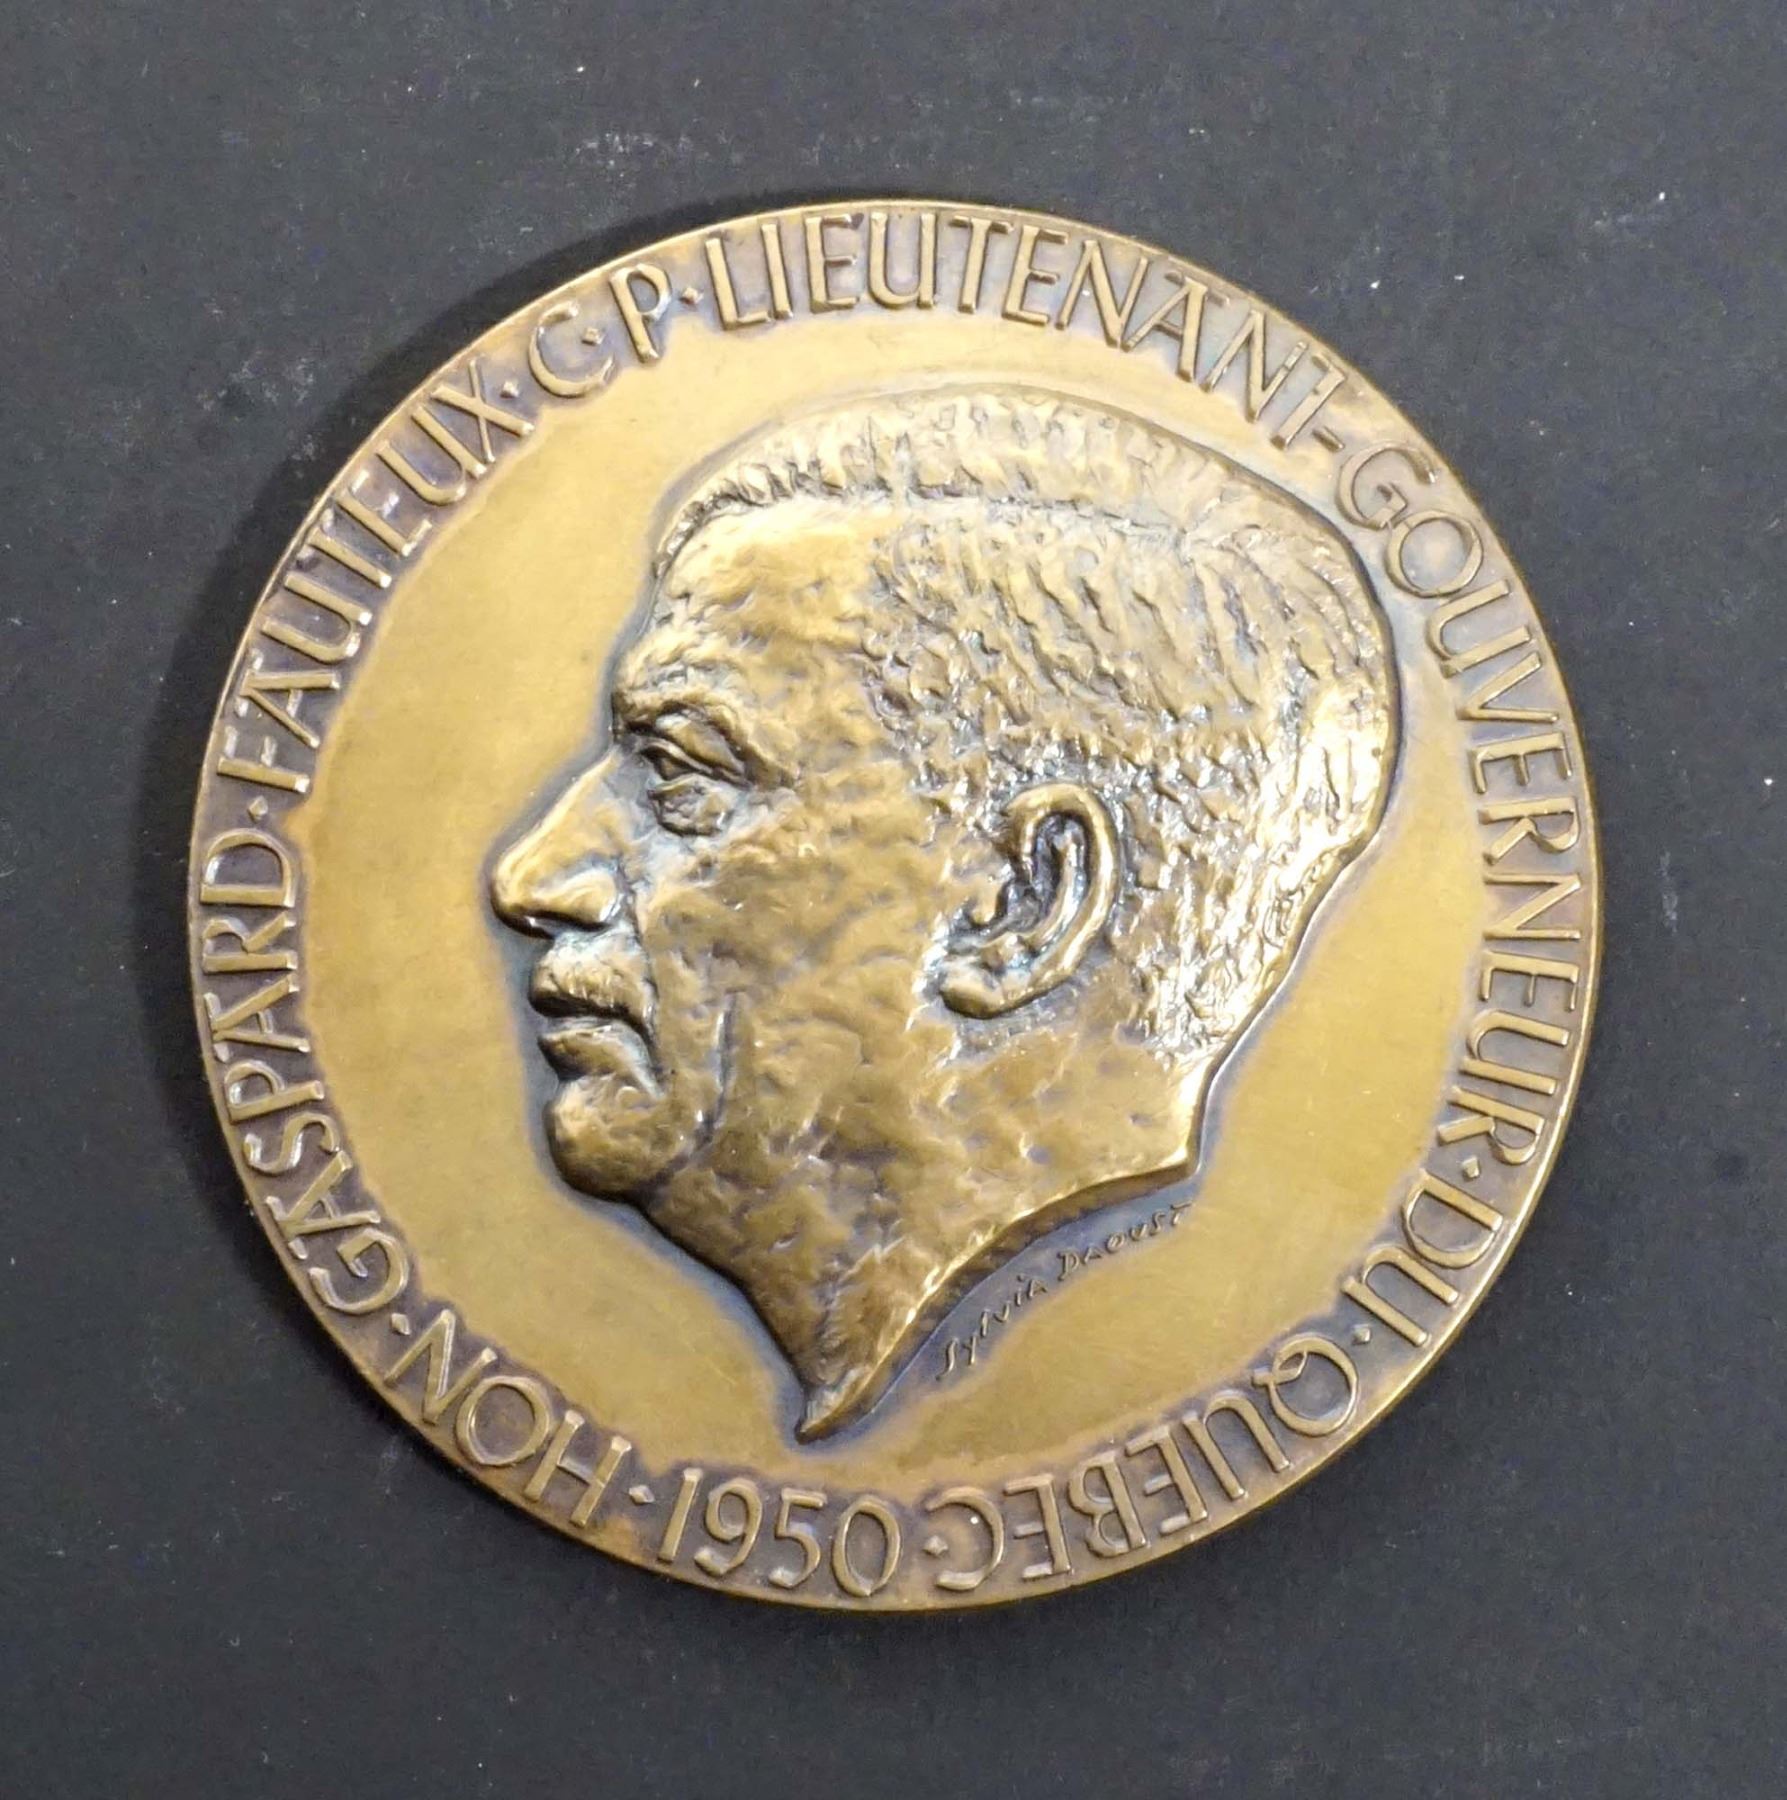 HON·GASPARD·FAUTEUX·C·P·LIEUTENANT-GOUVERNEUR·DU·QUEBEC·1950·
Sylvia Daoust